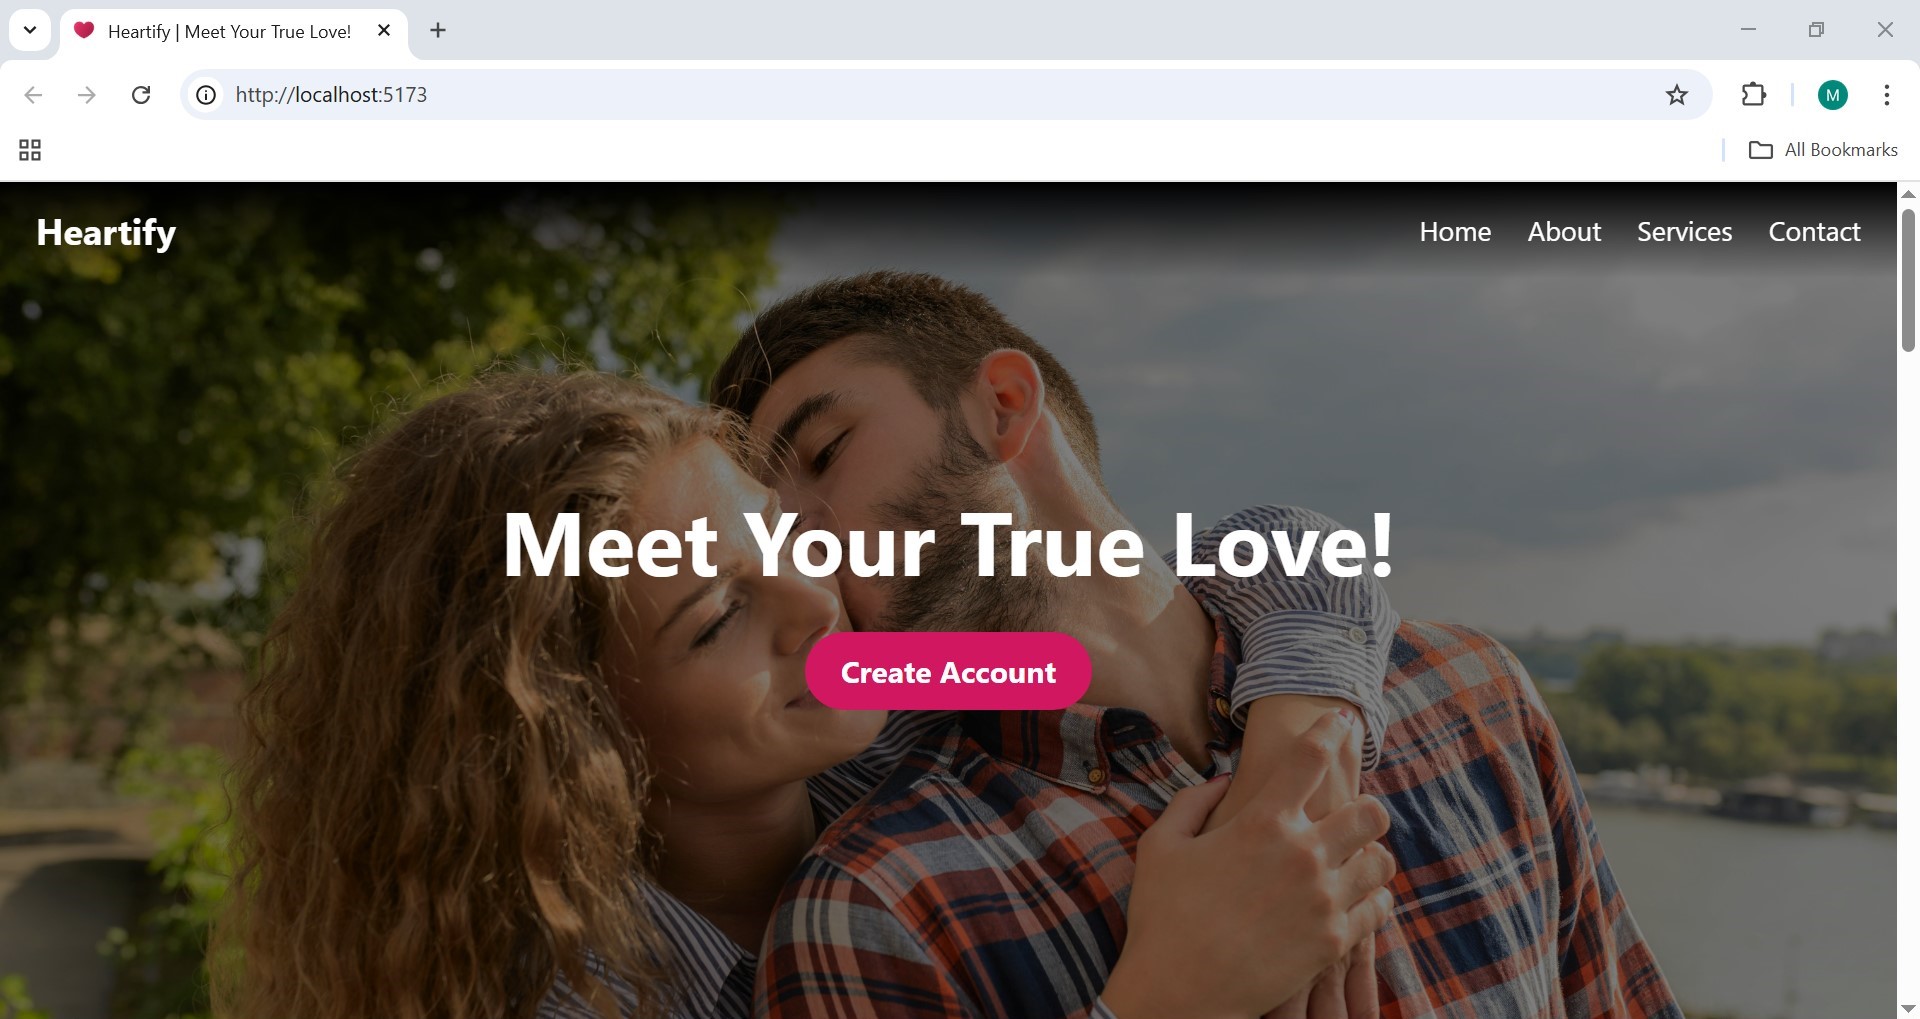 Heartify | Meet Your True Love!
http://localhost:5173
M
All Bookmarks
Heartify
Home About Services Contact
Meet Your True Love!
Create Account